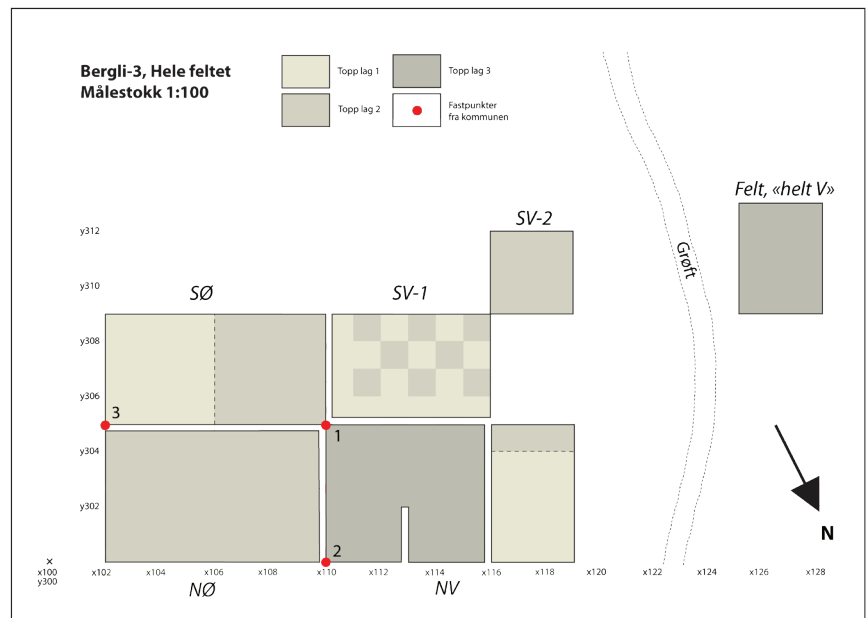 Bergli-3, Hele feltet
Målestokk 1:100
Topp lag 1
Topp lag 3
Topp lag 2
Fastpunkter
fra kommunen
Felt, «helt V»
SV-2
y312
Grøft
y310
SØ
SV-1
y308
y306
3
1
y304
y302
N
2
x100
y300
x102
x104
x106
x108
x110
x112
x114
x116
x118
x120
x122
x124
x126
x128
NØ
NV